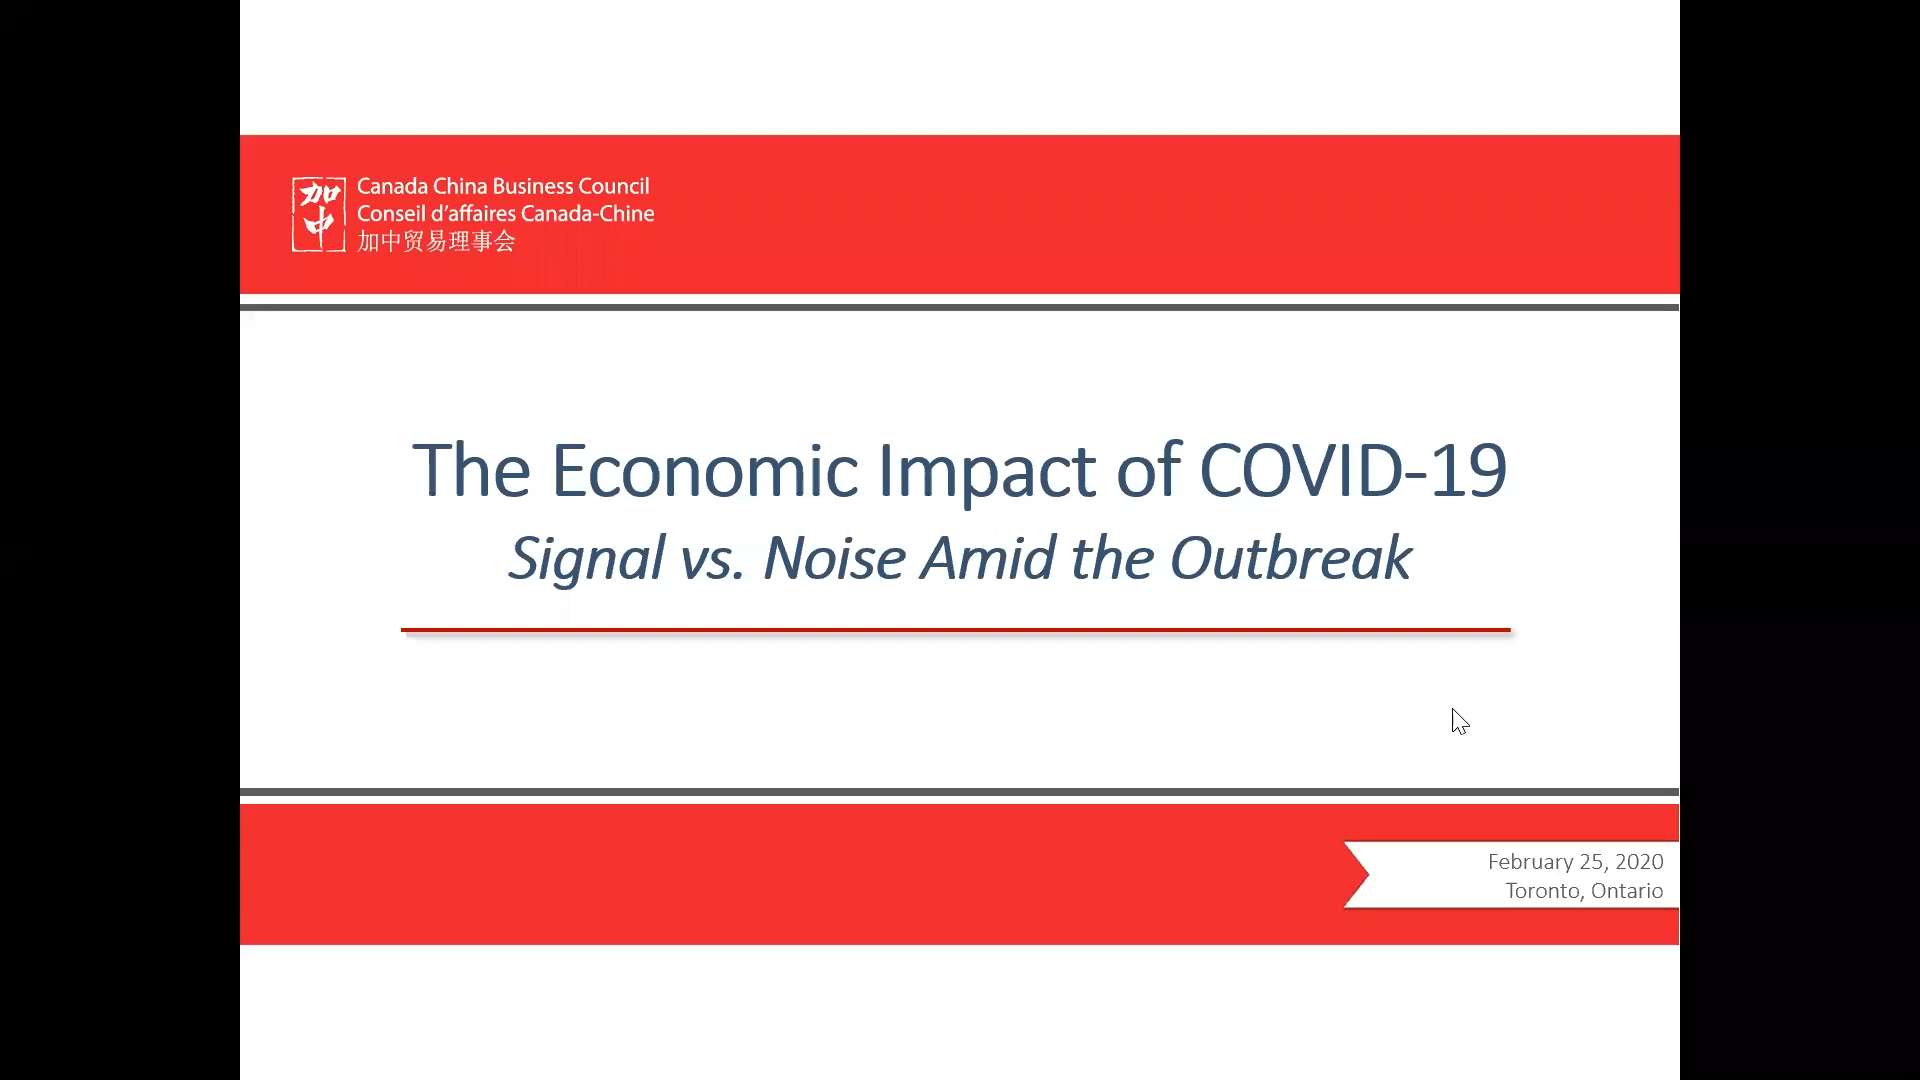 加中
Canada China Business Council
Conseil d'affaires Canada-Chine
加中贸易理事会
The Economic Impact of COVID-19
Signal vs. Noise Amid the Outbreak
February 25, 2020
Toronto, Ontario